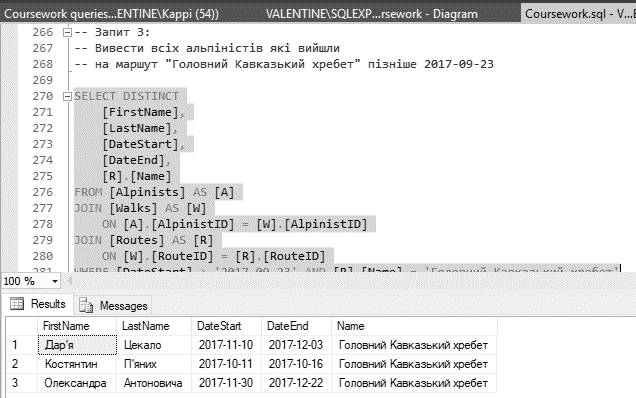 Coursework queries...ENTINE\Kappi (54))
VALENTINE\SQLEXP...rsework - Diagram
Coursework.sql - V...E
266 -- Запит 3:
267 -- Вивести всіх альпіністів які вийшли
268 -- на маршут "Головний Кавказький хребет" пізніше 2017-09-23
269
270 SELECT DISTINCT
271 [FirstName],
272 [LastName],
273 [DateStart],
274 [DateEnd],
275 [R].[Name]
276 FROM [Alpinists] AS [A]
277 JOIN [Walks] AS [W]
278 ON [A].[AlpinistID] = [W].[AlpinistID]
279 JOIN [Routes] AS [R]
280 ON [W].[RouteID] = [R].[RouteID]
281 WHERE [DateStart] > '2017-09-23' AND [R].[Name] = 'Головний Кавказький хребет'
100 %
Results Messages
FirstName LastName DateStart DateEnd Name
1 Дар'я Цекало 2017-11-10 2017-12-03 Головний Кавказький хребет
2 Костянтин П'яних 2017-10-11 2017-10-16 Головний Кавказький хребет
3 Олександра Антоновича 2017-11-30 2017-12-22 Головний Кавказький хребет